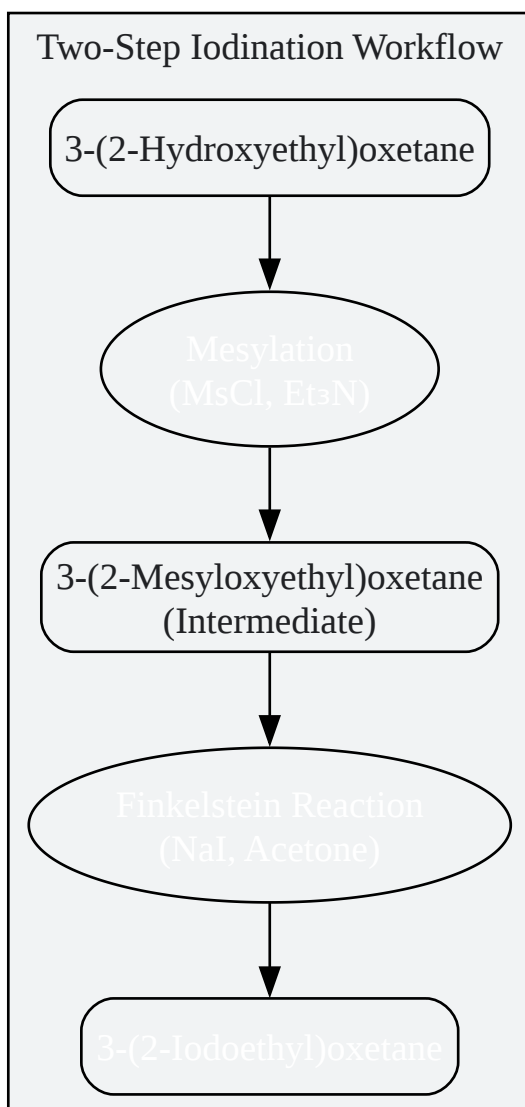 Two-Step Iodination Workflow
3-(2-Hydroxyethyl)oxetane
Mesylation
(MsCl, Et₃N)
3-(2-Mesyloxyethyl)oxetane
(Intermediate)
Finkelstein Reaction
(NaI, Acetone)
3-(2-Iodoethyl)oxetane